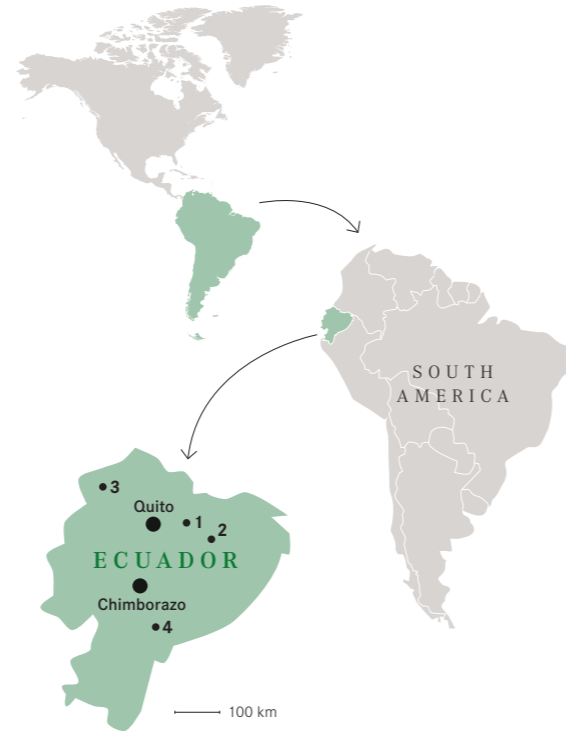 SOUTH
AMERICA
3
Quito
1
2
ECUADOR
Chimborazo
4
100 km